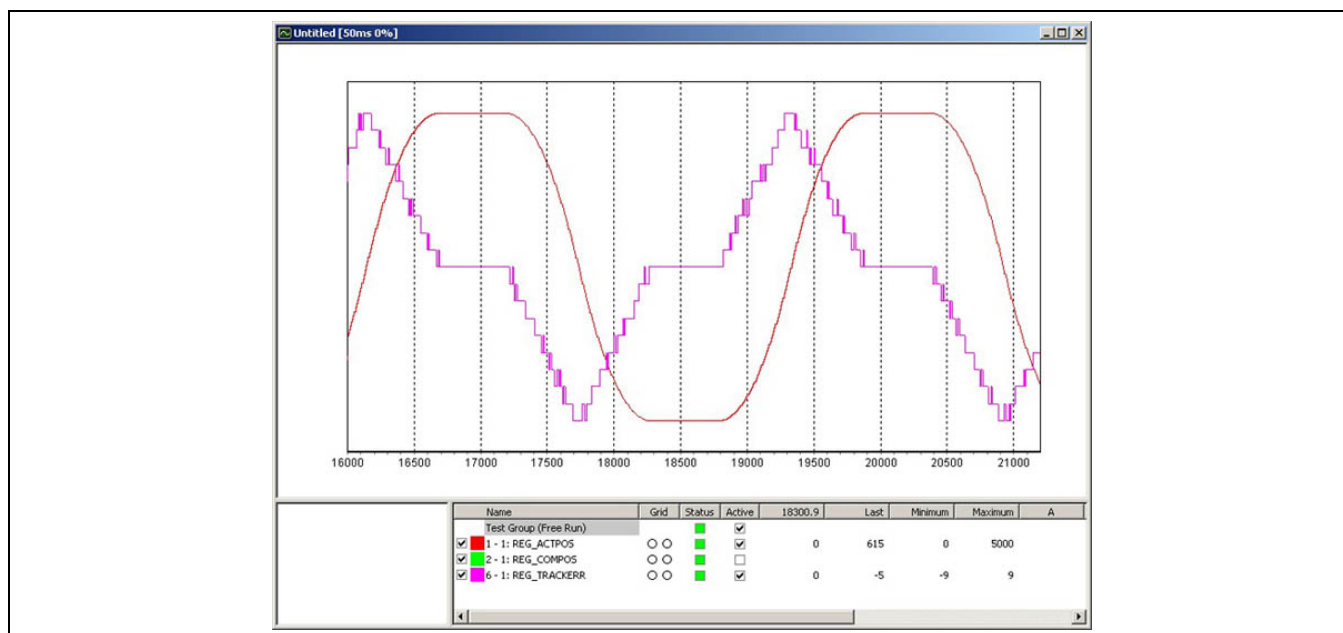 Untitled [50ms 0%]
16000 16500 17000 17500 18000 18500 19000 19500 20000 20500 21000
Name Grid Status Active 18300.9 Last Minimum Maximum A
Test Group (Free Run)
1 - 1: REG_ACTPOS 0 615 0 5000
2 - 1: REG_COMPOS 0
6 - 1: REG_TRACKERR 0 -5 -9 9